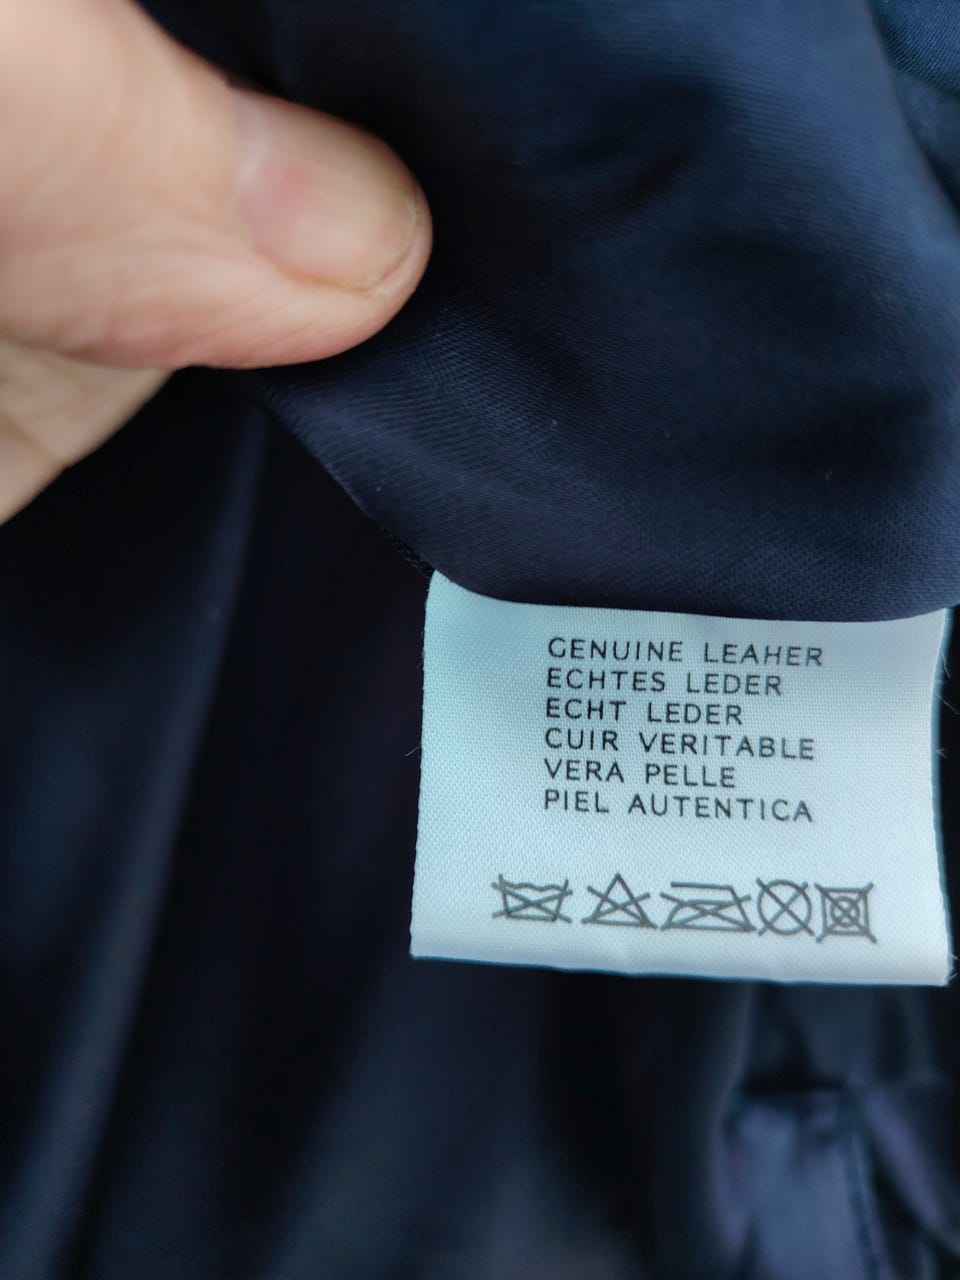 GENUINE LEAHER
ECHTES LEDER
ECHT LEDER
CUIR VERITABLE
VERA PELLE
PIEL AUTENTICA